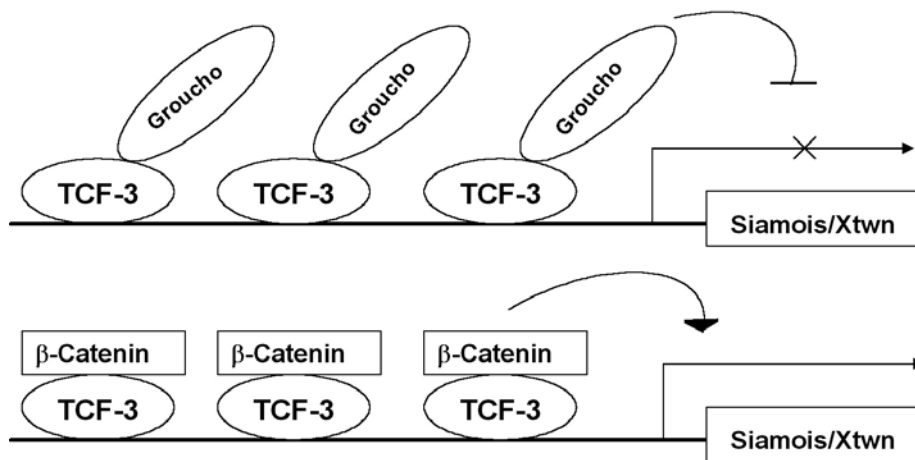 Groucho Groucho Groucho
TCF-3 TCF-3 TCF-3
Siamois/Xtwn
β-Catenin β-Catenin β-Catenin
TCF-3 TCF-3 TCF-3
Siamois/Xtwn